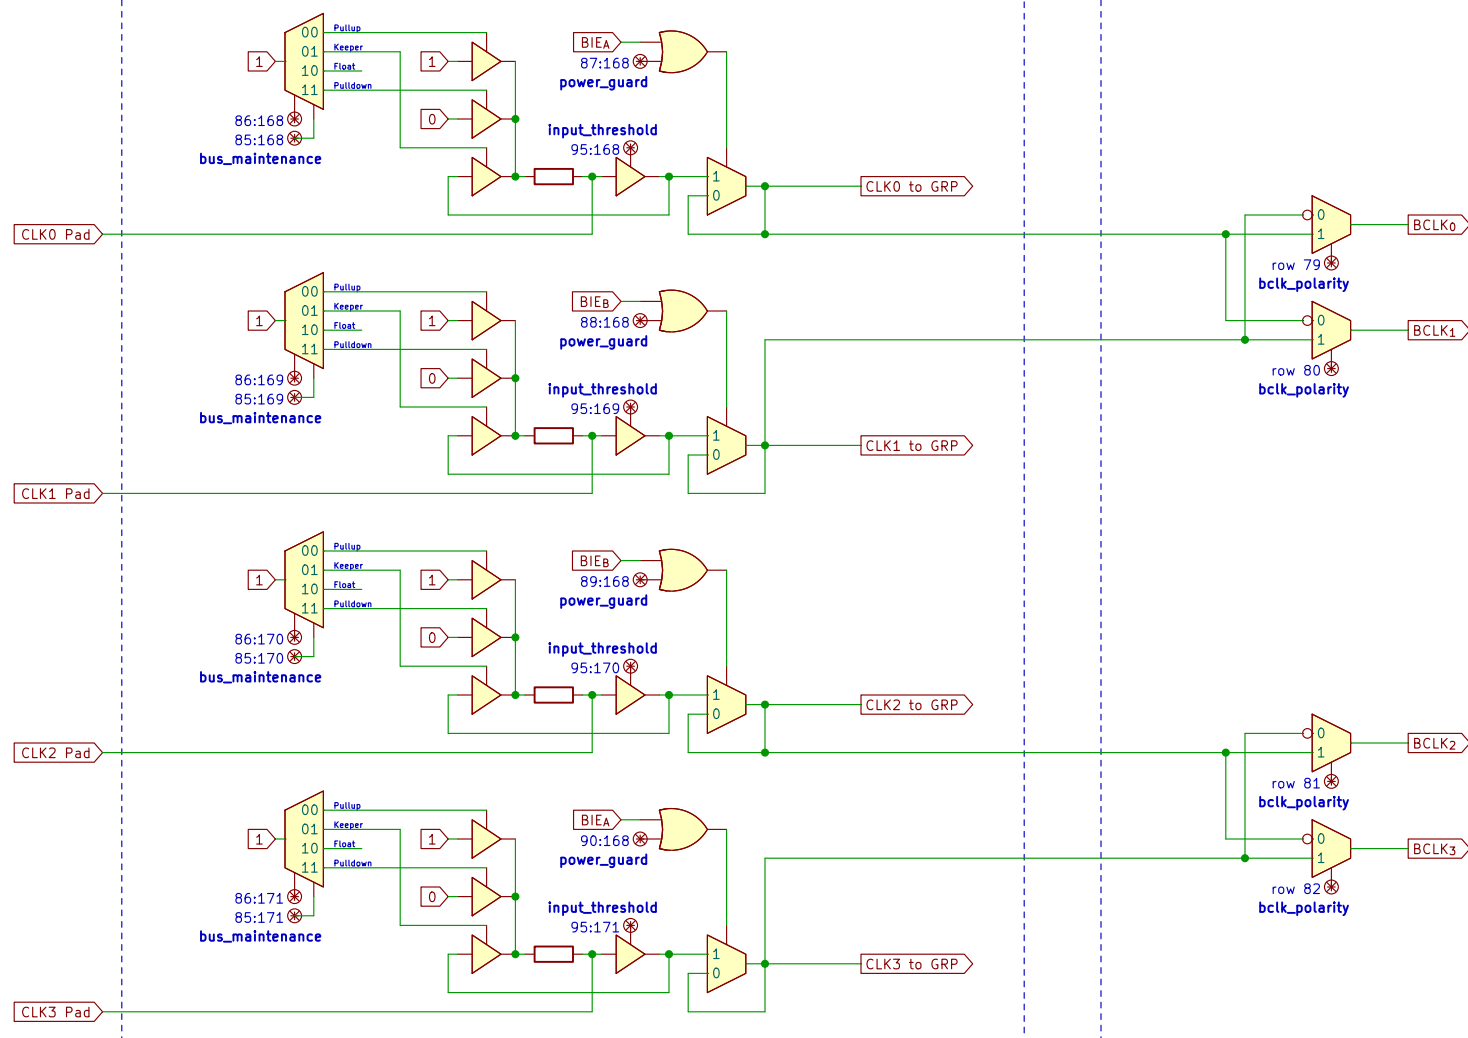 00 Pullup
01 Keeper
10 Float
11 Pulldown
1
86:168
85:168
bus_maintenance
1
0
BIEA
87:168
power_guard
input_threshold
95:168
1
0
CLK0 to GRP
CLK0 Pad
0
1
BCLK0
row 79
bclk_polarity
0
1
BCLK1
row 80
bclk_polarity
00 Pullup
01 Keeper
10 Float
11 Pulldown
1
86:169
85:169
bus_maintenance
1
0
BIEB
88:168
power_guard
input_threshold
95:169
1
0
CLK1 to GRP
CLK1 Pad
00 Pullup
01 Keeper
10 Float
11 Pulldown
1
86:170
85:170
bus_maintenance
1
0
BIEB
89:168
power_guard
input_threshold
95:170
1
0
CLK2 to GRP
CLK2 Pad
0
1
BCLK2
row 81
bclk_polarity
0
1
BCLK3
row 82
bclk_polarity
00 Pullup
01 Keeper
10 Float
11 Pulldown
1
86:171
85:171
bus_maintenance
1
0
BIEA
90:168
power_guard
input_threshold
95:171
1
0
CLK3 to GRP
CLK3 Pad